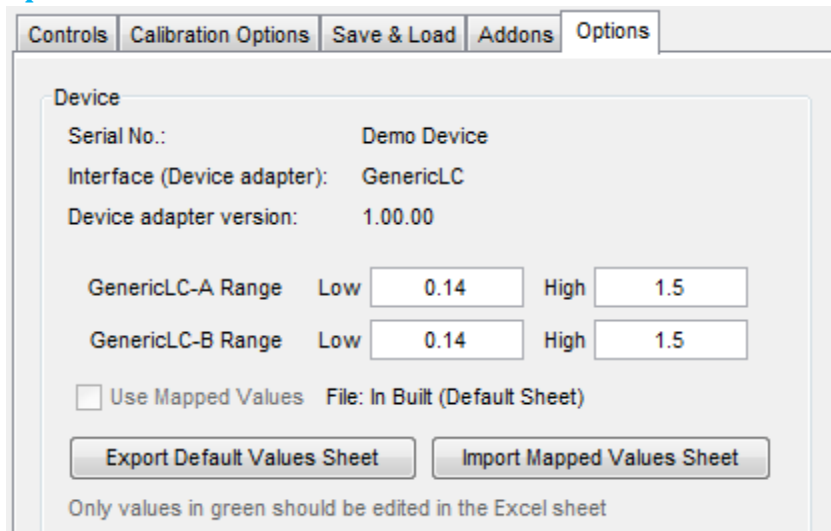 Controls Calibration Options Save & Load Addons Options
Device
Serial No.: Demo Device
Interface (Device adapter): GenericLC
Device adapter version: 1.00.00
GenericLC-A Range Low 0.14 High 1.5
GenericLC-B Range Low 0.14 High 1.5
Use Mapped Values File: In Built (Default Sheet)
Export Default Values Sheet Import Mapped Values Sheet
Only values in green should be edited in the Excel sheet